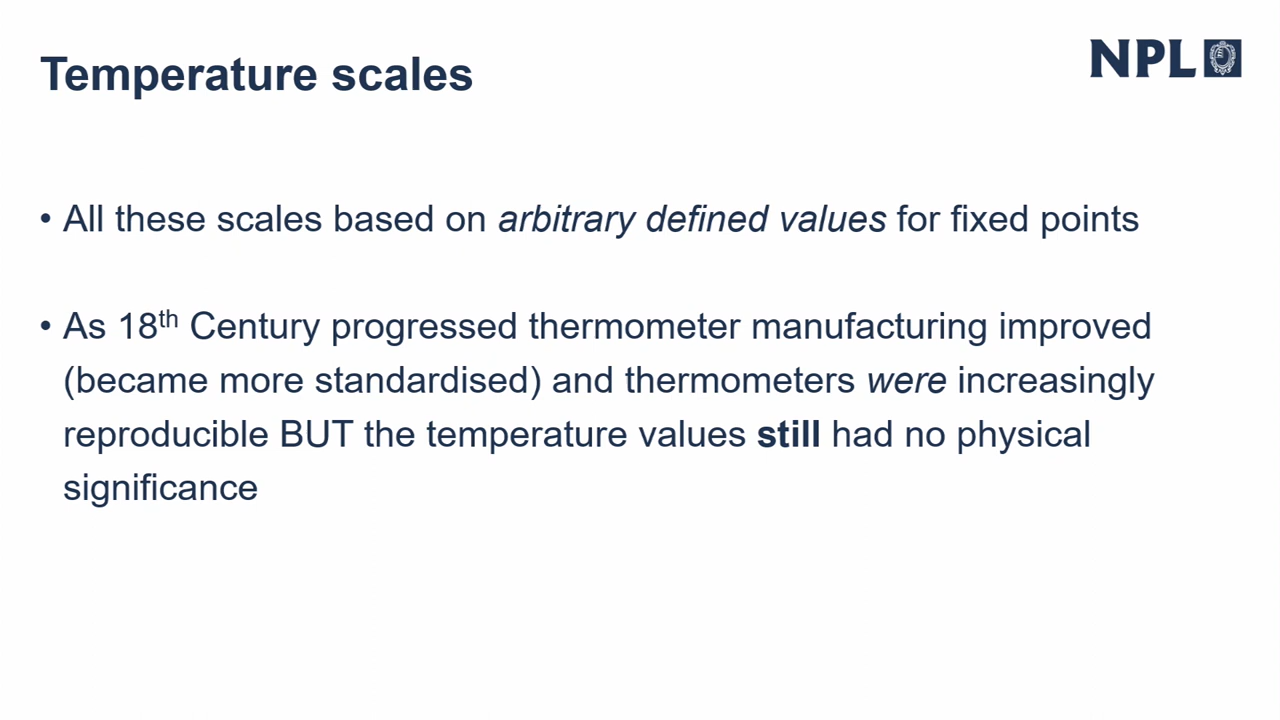 Temperature scales
NPL
• All these scales based on arbitrary defined values for fixed points
• As 18th Century progressed thermometer manufacturing improved
(became more standardised) and thermometers were increasingly
reproducible BUT the temperature values still had no physical
significance